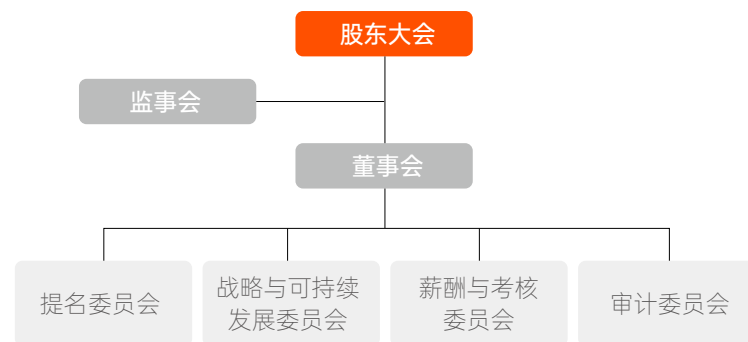 股东大会
监事会
董事会
提名委员会
战略与可持续
发展委员会
薪酬与考核
委员会
审计委员会